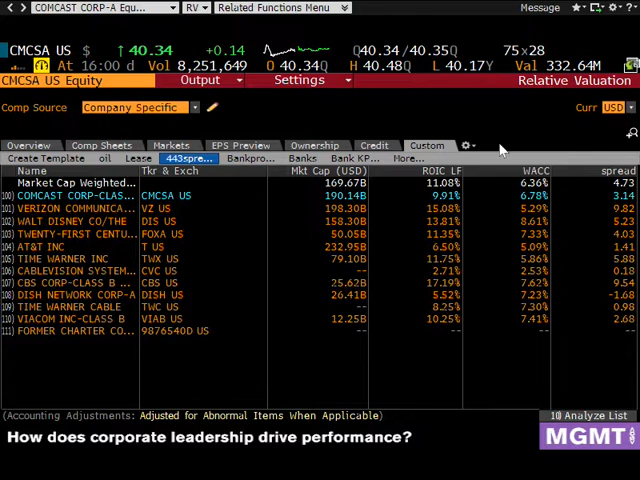 COMCAST CORP-A Equ... RV Related Functions Menu Message
CMCSA US $ ↑ 40.34 +0.14 Q40.34/40.35Q 75x28
At 16:00 d Vol 8,251,649 O 40.34Q H 40.48Q L 40.17Y Val 332.64M
CMCSA US Equity Output Settings Relative Valuation
Comp Source Company Specific Curr USD
Overview Comp Sheets Markets EPS Preview Ownership Credit Custom
Create Template oil Lease 443spre... Bankpro... Banks Bank KP... More...
Name Tkr & Exch Mkt Cap (USD) ROIC LF WACC spread
Market Cap Weighted... 169.67B 11.08% 6.36% 4.73
100) COMCAST CORP-CLAS... CMCSA US 190.14B 9.91% 6.78% 3.14
101) VERIZON COMMUNICA... VZ US 198.30B 15.08% 5.29% 9.82
102) WALT DISNEY CO/THE DIS US 158.30B 13.81% 8.61% 5.23
103) TWENTY-FIRST CENTU... FOXA US 50.05B 11.35% 7.33% 4.03
104) AT&T INC T US 232.95B 6.50% 5.09% 1.41
105) TIME WARNER INC TWX US 79.10B 11.75% 5.86% 5.88
106) CABLEVISION SYSTEM... CVC US -- 2.71% 2.53% 0.18
107) CBS CORP-CLASS B CBS US 25.62B 17.19% 7.62% 9.54
108) DISH NETWORK CORP-A DISH US 26.41B 5.52% 7.23% -1.68
109) TIME WARNER CABLE TWC US -- 8.25% 7.30% 0.98
110) VIACOM INC-CLASS B VIAB US 12.25B 10.25% 7.41% 2.68
111) FORMER CHARTER CO... 9876540D US -- -- -- --
(Accounting Adjustments: Adjusted for Abnormal Items When Applicable) 10) Analyze List
How does corporate leadership drive performance? MGMT